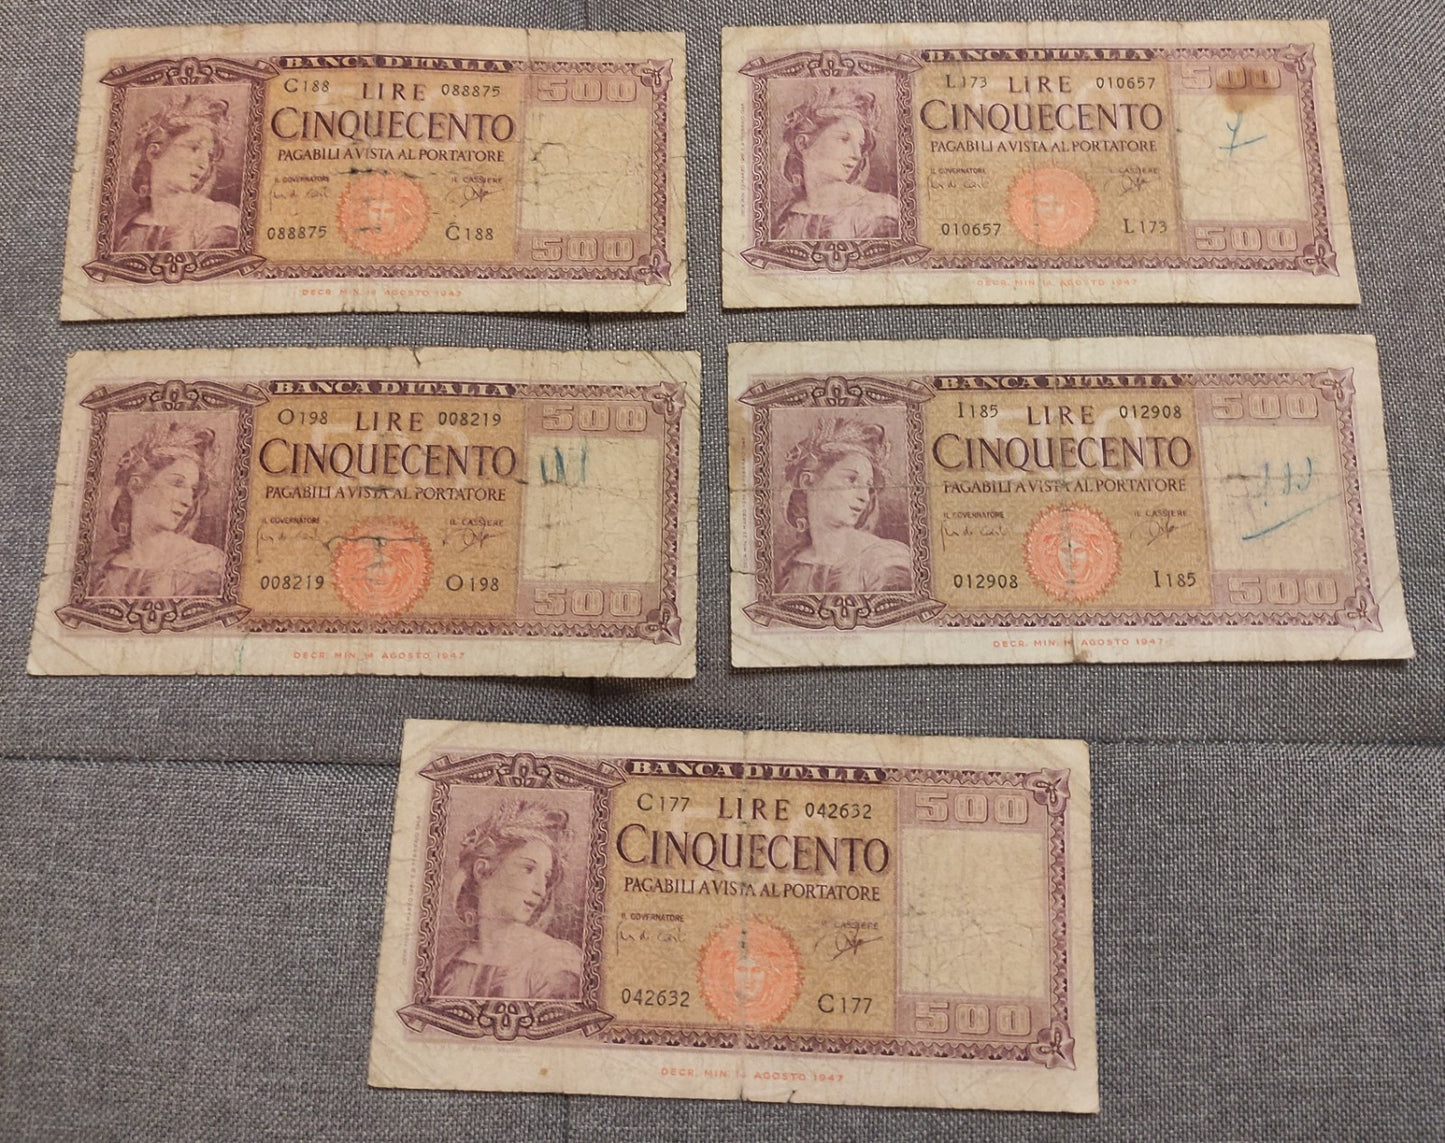 BANCA D'ITALIA
C188 LIRE 088875 500
CINQUECENTO
PAGABILI A VISTA AL PORTATORE
IL GOVERNATORE IL CASSIERE
088875 C188 500
DECR. MIN. 14 AGOSTO 1947
BANCA D'ITALIA
L173 LIRE 010657 500
CINQUECENTO
PAGABILI A VISTA AL PORTATORE
IL GOVERNATORE IL CASSIERE
010657 L173 500
DECR. MIN. 14 AGOSTO 1947
BANCA D'ITALIA
O198 LIRE 008219 500
CINQUECENTO
PAGABILI A VISTA AL PORTATORE
IL GOVERNATORE IL CASSIERE
008219 O198 500
DECR. MIN. 14 AGOSTO 1947
BANCA D'ITALIA
I185 LIRE 012908 500
CINQUECENTO
PAGABILI A VISTA AL PORTATORE
IL GOVERNATORE IL CASSIERE
012908 I185 500
DECR. MIN. 14 AGOSTO 1947
BANCA D'ITALIA
C177 LIRE 042632 500
CINQUECENTO
PAGABILI A VISTA AL PORTATORE
IL GOVERNATORE IL CASSIERE
042632 C177 500
DECR. MIN. 14 AGOSTO 1947